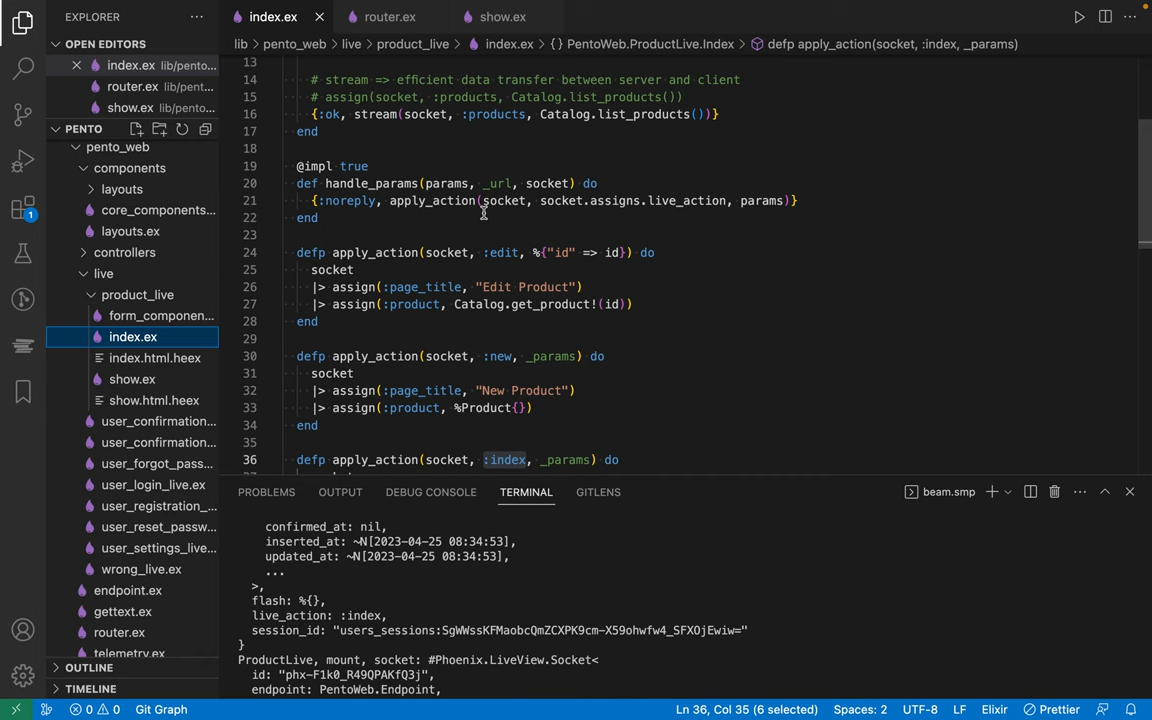 EXPLORER
index.ex
router.ex
show.ex
OPEN EDITORS
lib > pento_web > live > product_live > index.ex > {} PentoWeb.ProductLive.Index > defp apply_action(socket, :index, _params)
index.ex lib/pento...
router.ex lib/pento...
show.ex lib/pento_...
PENTO
pento_web
components
layouts
core_components...
layouts.ex
controllers
live
product_live
form_componen...
index.ex
index.html.heex
show.ex
show.html.heex
user_confirmation...
user_confirmation...
user_forgot_pass...
user_login_live.ex
user_registration_...
user_reset_passw...
user_settings_live...
wrong_live.ex
endpoint.ex
gettext.ex
router.ex
telemetry.ex
OUTLINE
TIMELINE
1
13
14 # stream => efficient data transfer between server and client
15 # assign(socket, :products, Catalog.list_products())
16 {:ok, stream(socket, :products, Catalog.list_products())}
17 end
18
19 @impl true
20 def handle_params(params, _url, socket) do
21 {:noreply, apply_action(socket, socket.assigns.live_action, params)}
22 end
23
24 defp apply_action(socket, :edit, %{"id" => id}) do
25 socket
26 |> assign(:page_title, "Edit Product")
27 |> assign(:product, Catalog.get_product!(id))
28 end
29
30 defp apply_action(socket, :new, _params) do
31 socket
32 |> assign(:page_title, "New Product")
33 |> assign(:product, %Product{})
34 end
35
36 defp apply_action(socket, :index, _params) do
PROBLEMS OUTPUT DEBUG CONSOLE TERMINAL GITLENS beam.smp
confirmed_at: nil,
inserted_at: ~N[2023-04-25 08:34:53],
updated_at: ~N[2023-04-25 08:34:53],
...
>,
flash: %{},
live_action: :index,
session_id: "users_sessions:SgWWssKFMaobcQmZCXPK9cm-X59ohwfw4_SFXOjEwiw="
}
ProductLive, mount, socket: #Phoenix.LiveView.Socket<
id: "phx-F1k0_R49QPAKfQ3j",
endpoint: PentoWeb.Endpoint,
0 0 Git Graph Ln 36, Col 35 (6 selected) Spaces: 2 UTF-8 LF Elixir Prettier